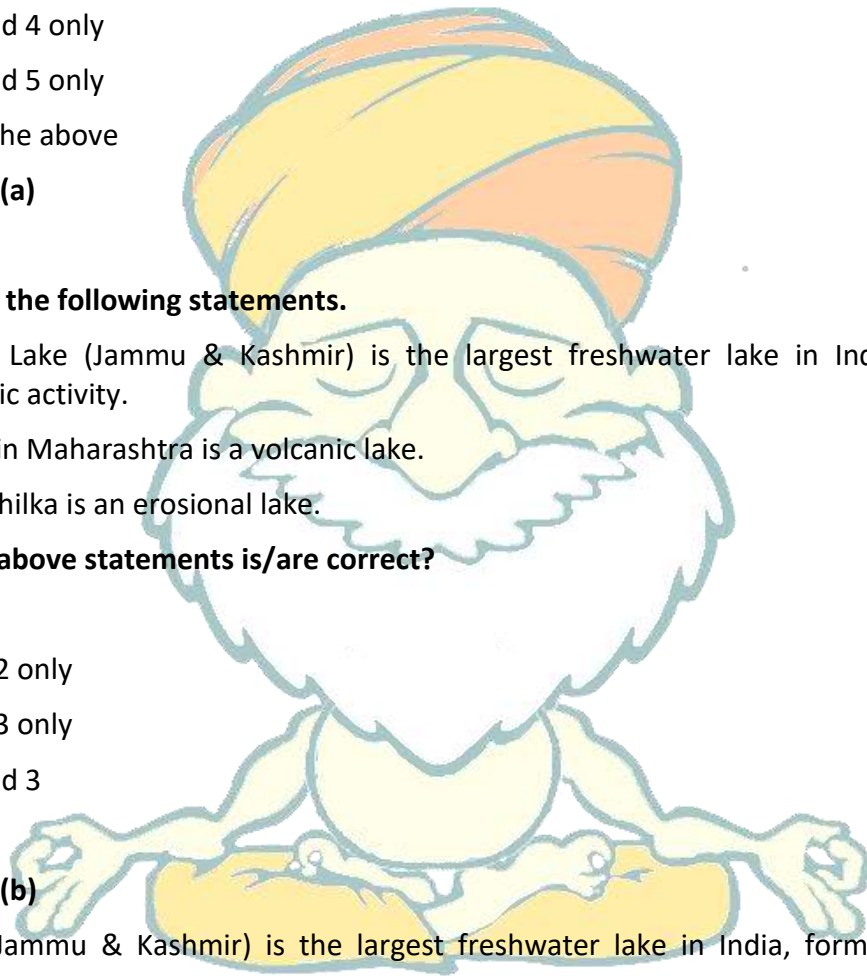 d 4 only
d 5 only
he above
(a)
the following statements.
Lake (Jammu & Kashmir) is the largest freshwater lake in Ind
ic activity.
in Maharashtra is a volcanic lake.
hilka is an erosional lake.
above statements is/are correct?
2 only
3 only
d 3
(b)
Jammu & Kashmir) is the largest freshwater lake in India, form